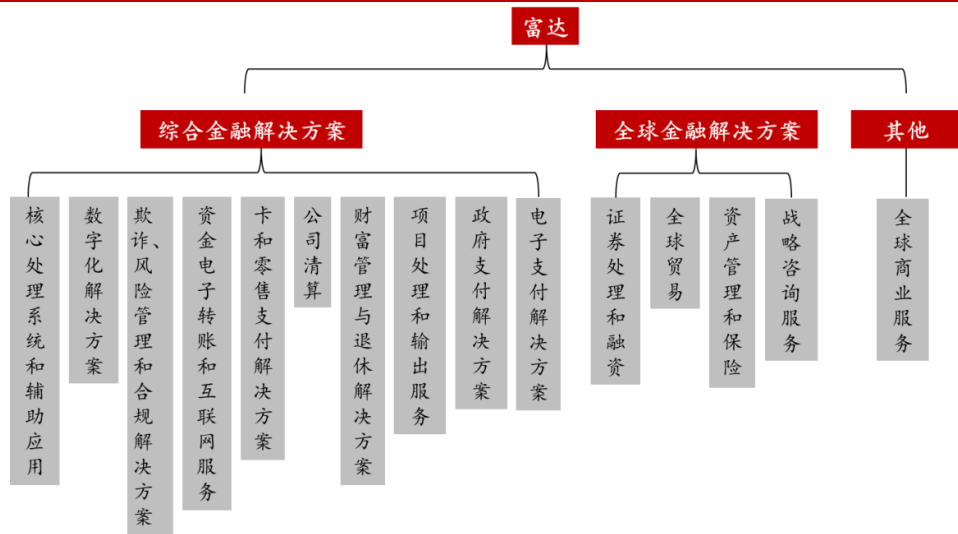 富达
综合金融解决方案
全球金融解决方案
其他
核心处理系统和辅助应用
数字化解决方案
欺诈、风险管理和合规解决方案
资金电子转账和互联网服务
卡和零售支付解决方案
公司清算
财富管理与退休解决方案
项目处理和输出服务
政府支付解决方案
电子支付解决方案
证券处理和融资
全球贸易
资产管理和保险
战略咨询服务
全球商业服务